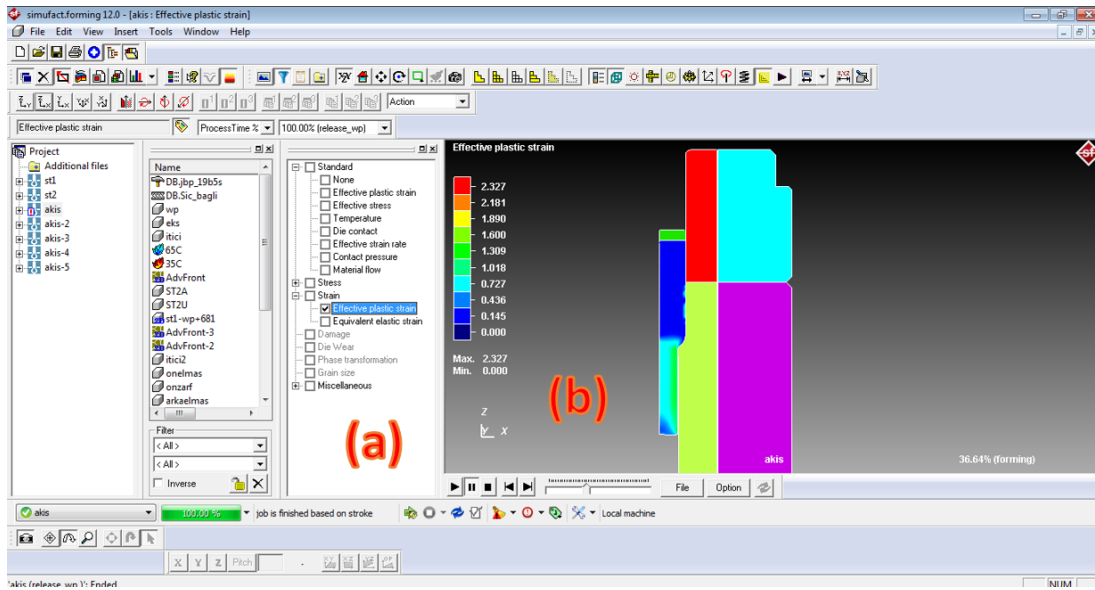 simufact.forming 12.0 - [akis : Effective plastic strain]
File Edit View Insert Tools Window Help
Action
Effective plastic strain
ProcessTime %
100.00% (release_wp)
Project
Additional files
st1
st2
akis
akis-2
akis-3
akis-4
akis-5
Name
DB.jbp_19b5s
DB.Sic_bagli
wp
eks
itici
65C
35C
AdvFront
ST2A
ST2U
st1-wp+681
AdvFront-3
AdvFront-2
itici2
onelmas
onzarf
arkaelmas
Filter
< All >
< All >
Inverse
Standard
None
Effective plastic strain
Effective stress
Temperature
Die contact
Effective strain rate
Contact pressure
Material flow
Stress
Strain
Effective plastic strain
Equivalent elastic strain
Damage
Die Wear
Phase transformation
Grain size
Miscellaneous
(a)
Effective plastic strain
2.327
2.181
1.890
1.600
1.309
1.018
0.727
0.436
0.145
0.000
Max. 2.327
Min. 0.000
Z
Y X
(b)
akis
36.64% (forming)
File Option
akis
100.00 %
job is finished based on stroke
Local machine
X Y Z Pitch
'akis (release_wp )': Ended
NUM